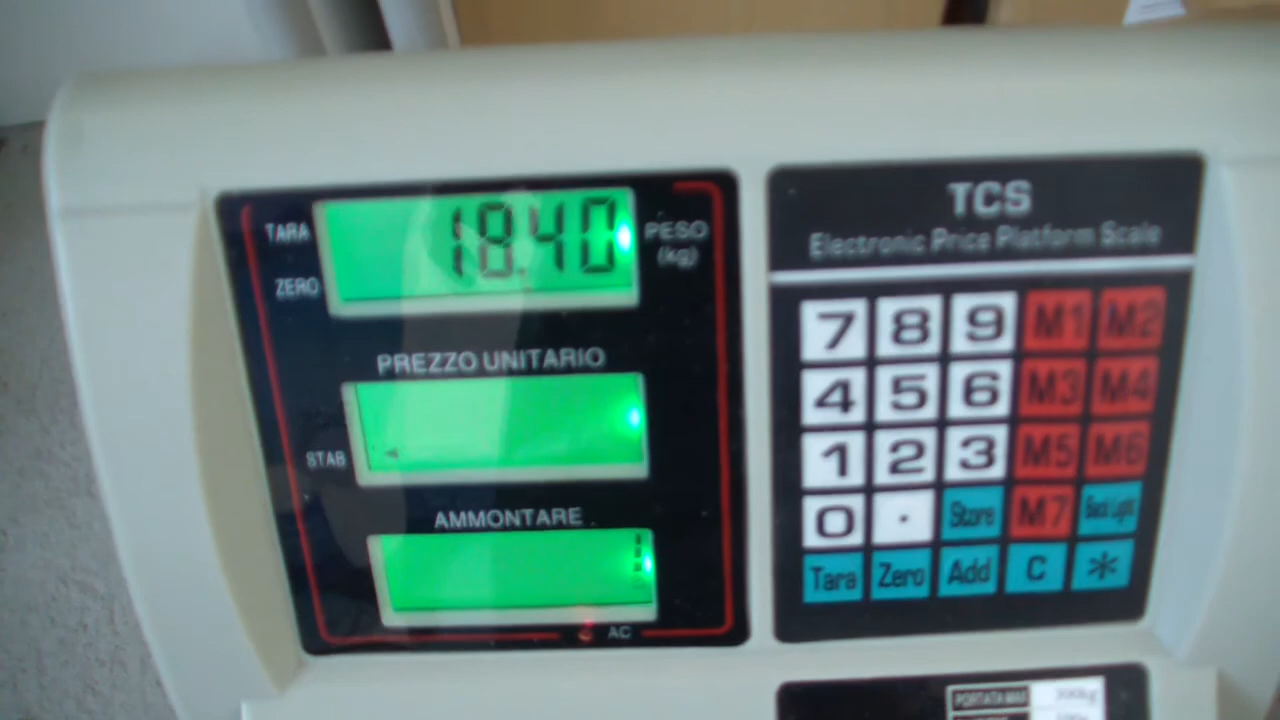 TARA
18.40
PESO
(kg)
ZERO
PREZZO UNITARIO
STAB
AMMONTARE
AC
TCS
Electronic Price Platform Scale
7 8 9 M1 M2
4 5 6 M3 M4
1 2 3 M5 M6
0 . Store M7 Back Light
Tara Zero Add C *
PORTATA MAX